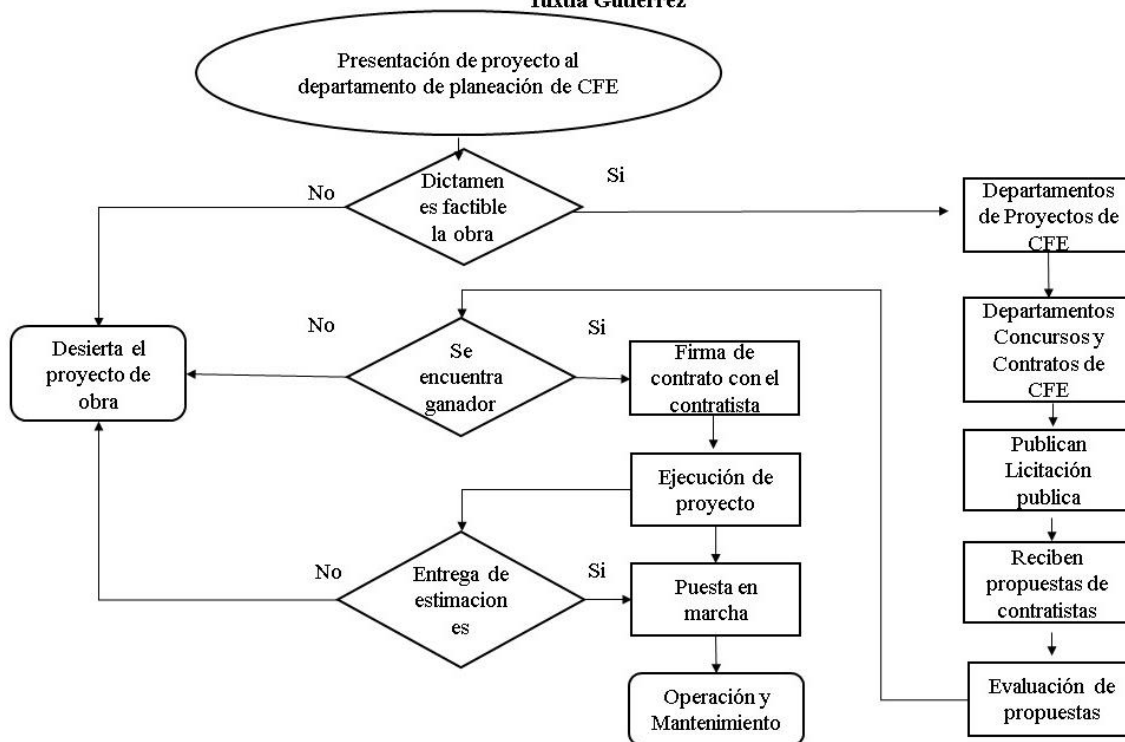 Tuxtla Gutiérrez
Presentación de proyecto al
departamento de planeación de CFE
No
Dictamen
es factible
la obra
Si
Departamentos
de Proyectos de
CFE
Departamentos
Concursos y
Contratos de
CFE
Publican
Licitación
publica
Reciben
propuestas de
contratistas
Evaluación de
propuestas
No
Se
encuentra
ganador
Si
Firma de
contrato con el
contratista
Desierta el
proyecto de
obra
Ejecución de
proyecto
No
Entrega de
estimacion
es
Si
Puesta en
marcha
Operación y
Mantenimiento